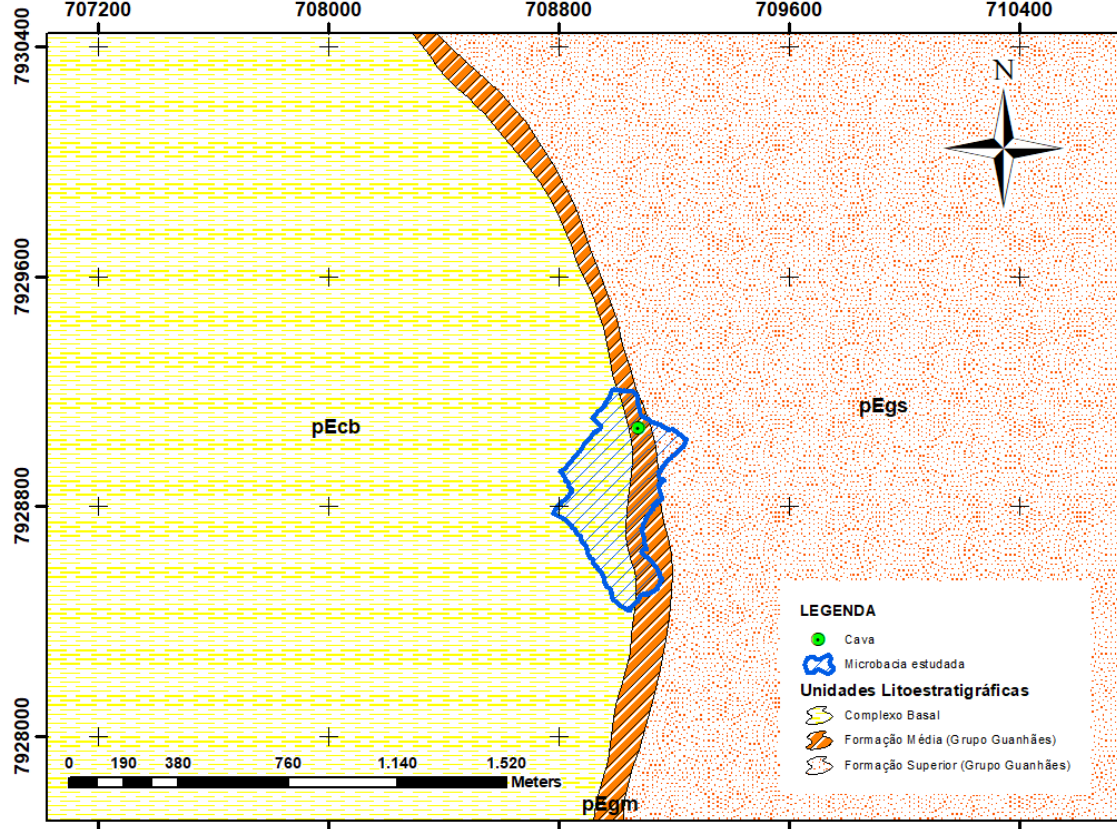 707200 708000 708800 709600 710400
7930400
N
7929600
pEcb
pEgs
7928800
LEGENDA
Cava
Microbacia estudada
Unidades Litoestratigráficas
Complexo Basal
Formação Média (Grupo Guanhães)
Formação Superior (Grupo Guanhães)
7928000
0 190 380 760 1.140 1.520
Meters
pEgm